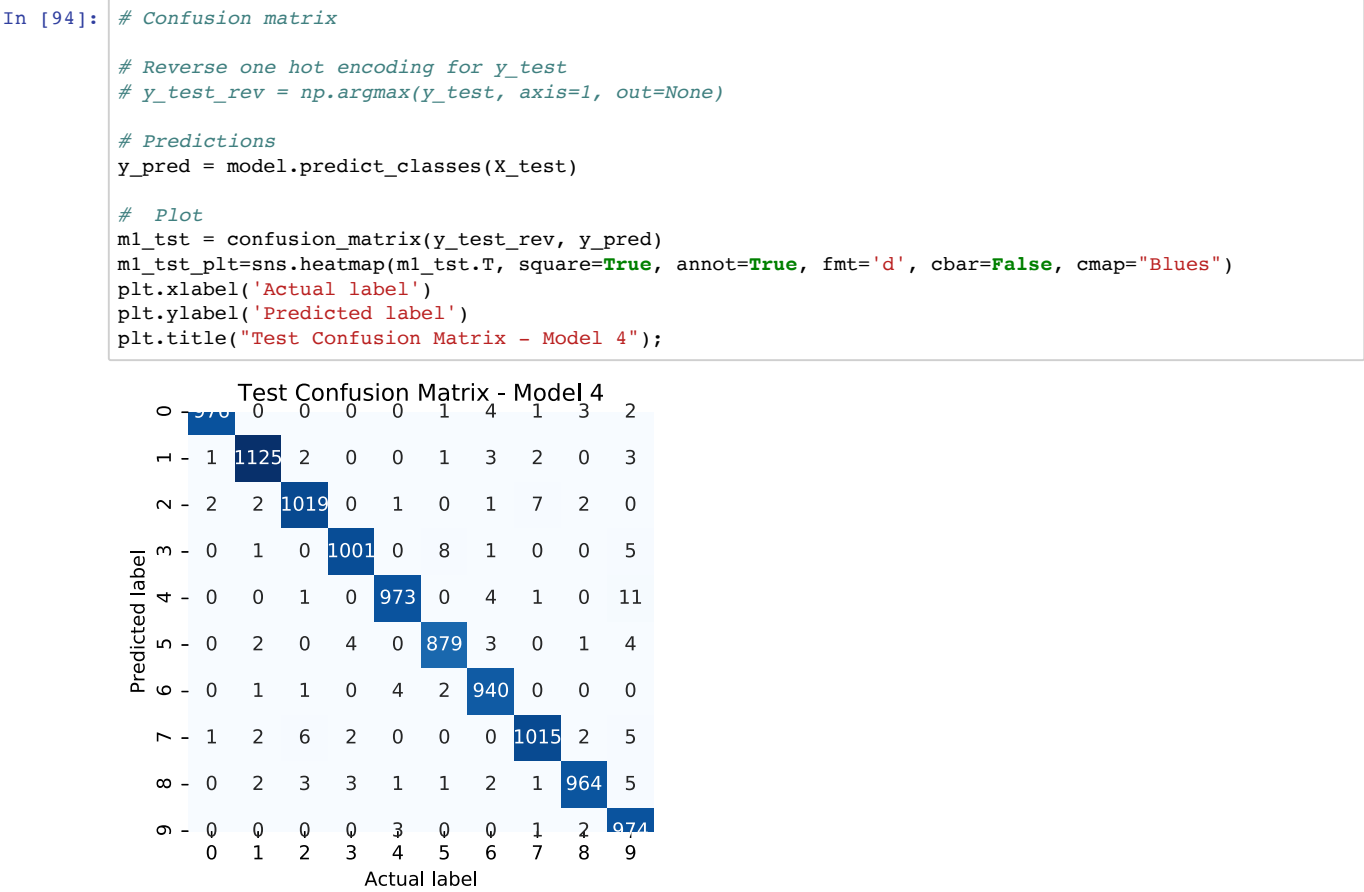 In [94]: # Confusion matrix
# Reverse one hot encoding for y_test
# y_test_rev = np.argmax(y_test, axis=1, out=None)
# Predictions
y_pred = model.predict_classes(X_test)
#  Plot
m1_tst = confusion_matrix(y_test_rev, y_pred)
m1_tst_plt=sns.heatmap(m1_tst.T, square=True, annot=True, fmt='d', cbar=False, cmap="Blues")
plt.xlabel('Actual label')
plt.ylabel('Predicted label')
plt.title("Test Confusion Matrix - Model 4");
Test Confusion Matrix - Model 4
Predicted label
0 0 0 0 0 1 4 1 3 2
1 1 1125 2 0 0 1 3 2 0 3
2 2 2 1019 0 1 0 1 7 2 0
3 0 1 0 1001 0 8 1 0 0 5
4 0 0 1 0 973 0 4 1 0 11
5 0 2 0 4 0 879 3 0 1 4
6 0 1 1 0 4 2 940 0 0 0
7 1 2 6 2 0 0 0 1015 2 5
8 0 2 3 3 1 1 2 1 964 5
9 0 0 0 0 3 0 0 1 2 974
0 1 2 3 4 5 6 7 8 9
Actual label